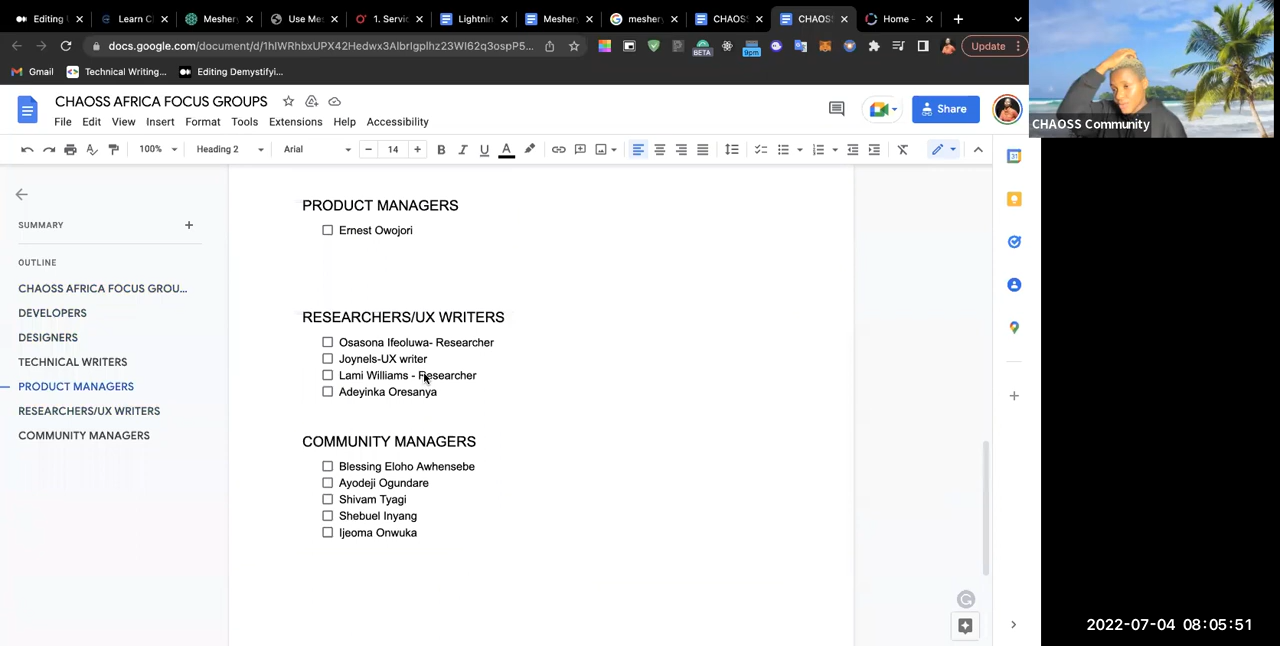 Editing
Learn C
Mesher
Use Me
1. Servic
Lightnin
Mesher
mesher
CHAOSS
CHAOSS
Home -
docs.google.com/document/d/1hIWRhbxUPX42Hedwx3AlbrIgplhz23WI62q3ospP5...
BETA
9pm
Update
Gmail
Technical Writing...
Editing Demystifyi...
CHAOSS AFRICA FOCUS GROUPS
File Edit View Insert Format Tools Extensions Help Accessibility
Share
CHAOSS Community
100% Heading 2 Arial 14 B I U A
SUMMARY
OUTLINE
CHAOSS AFRICA FOCUS GROU...
DEVELOPERS
DESIGNERS
TECHNICAL WRITERS
PRODUCT MANAGERS
RESEARCHERS/UX WRITERS
COMMUNITY MANAGERS
PRODUCT MANAGERS
Ernest Owojori
RESEARCHERS/UX WRITERS
Osasona Ifeoluwa- Researcher
Joynels-UX writer
Lami Williams - Researcher
Adeyinka Oresanya
COMMUNITY MANAGERS
Blessing Eloho Awhensebe
Ayodeji Ogundare
Shivam Tyagi
Shebuel Inyang
Ijeoma Onwuka
2022-07-04 08:05:51